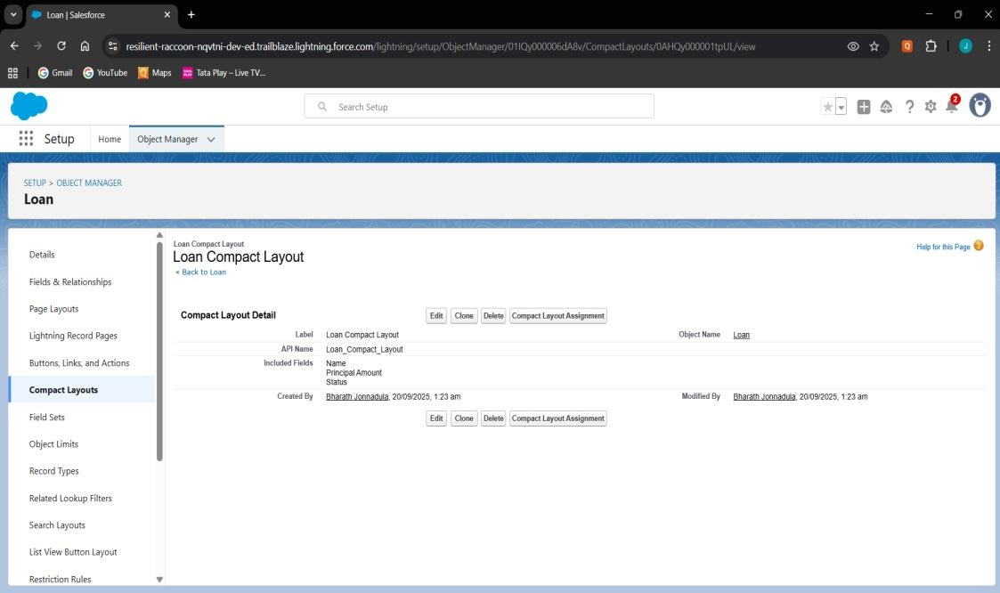 Loan | Salesforce
resilient-raccoon-nqvtni-dev-ed.trailblaze.lightning.force.com/lightning/setup/ObjectManager/01IQy000006dA8v/CompactLayouts/0AHQy000001tpUL/view
Q
J
Gmail YouTube Maps Tata Play – Live TV...
Search Setup
2
Setup Home Object Manager
SETUP > OBJECT MANAGER
Loan
Details
Fields & Relationships
Page Layouts
Lightning Record Pages
Buttons, Links, and Actions
Compact Layouts
Field Sets
Object Limits
Record Types
Related Lookup Filters
Search Layouts
List View Button Layout
Restriction Rules
Loan Compact Layout
Loan Compact Layout
« Back to Loan
Help for this Page ?
Compact Layout Detail Edit Clone Delete Compact Layout Assignment
Label Loan Compact Layout Object Name Loan
API Name Loan_Compact_Layout
Included Fields Name
Principal Amount
Status
Created By Bharath Jonnadula, 20/09/2025, 1:23 am Modified By Bharath Jonnadula, 20/09/2025, 1:23 am
Edit Clone Delete Compact Layout Assignment